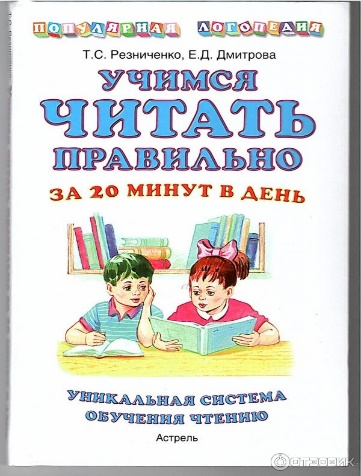 ПОПУЛЯРНАЯ ЛОГОПЕДИЯ
Т.С. Резниченко, Е.Д. Дмитрова
УЧИМСЯ
ЧИТАТЬ
ПРАВИЛЬНО
ЗА 20 МИНУТ В ДЕНЬ
УНИКАЛЬНАЯ СИСТЕМА
ОБУЧЕНИЯ ЧТЕНИЮ
Астрель
отзовик